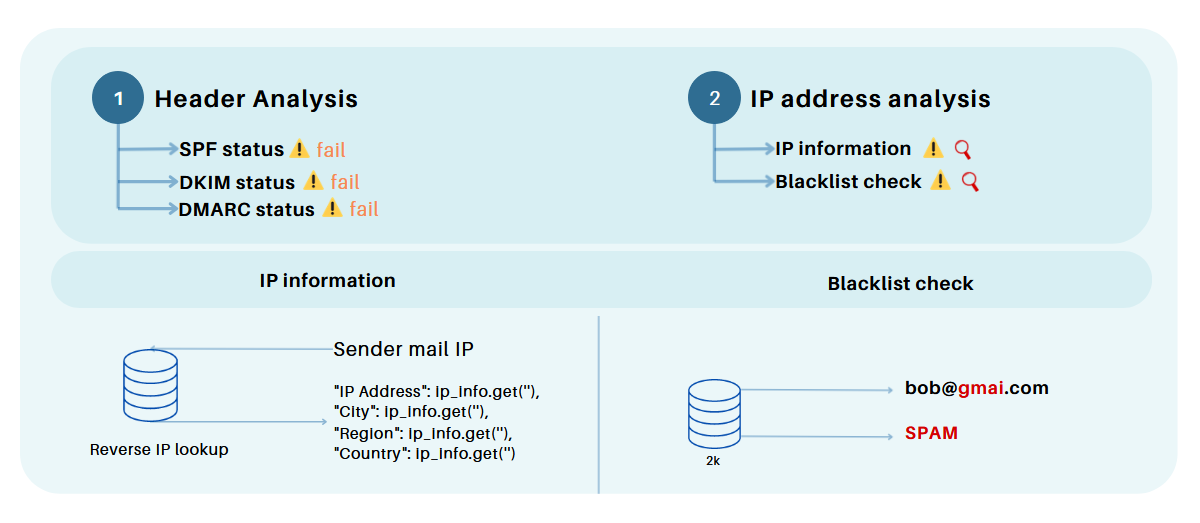 1 Header Analysis
SPF status fail
DKIM status fail
DMARC status fail
2 IP address analysis
IP information
Blacklist check
IP information
Sender mail IP
"IP Address": ip_info.get(''),
"City": ip_info.get(''),
"Region": ip_info.get(''),
"Country": ip_info.get('')
Reverse IP lookup
Blacklist check
bob@gmai.com
SPAM
2k